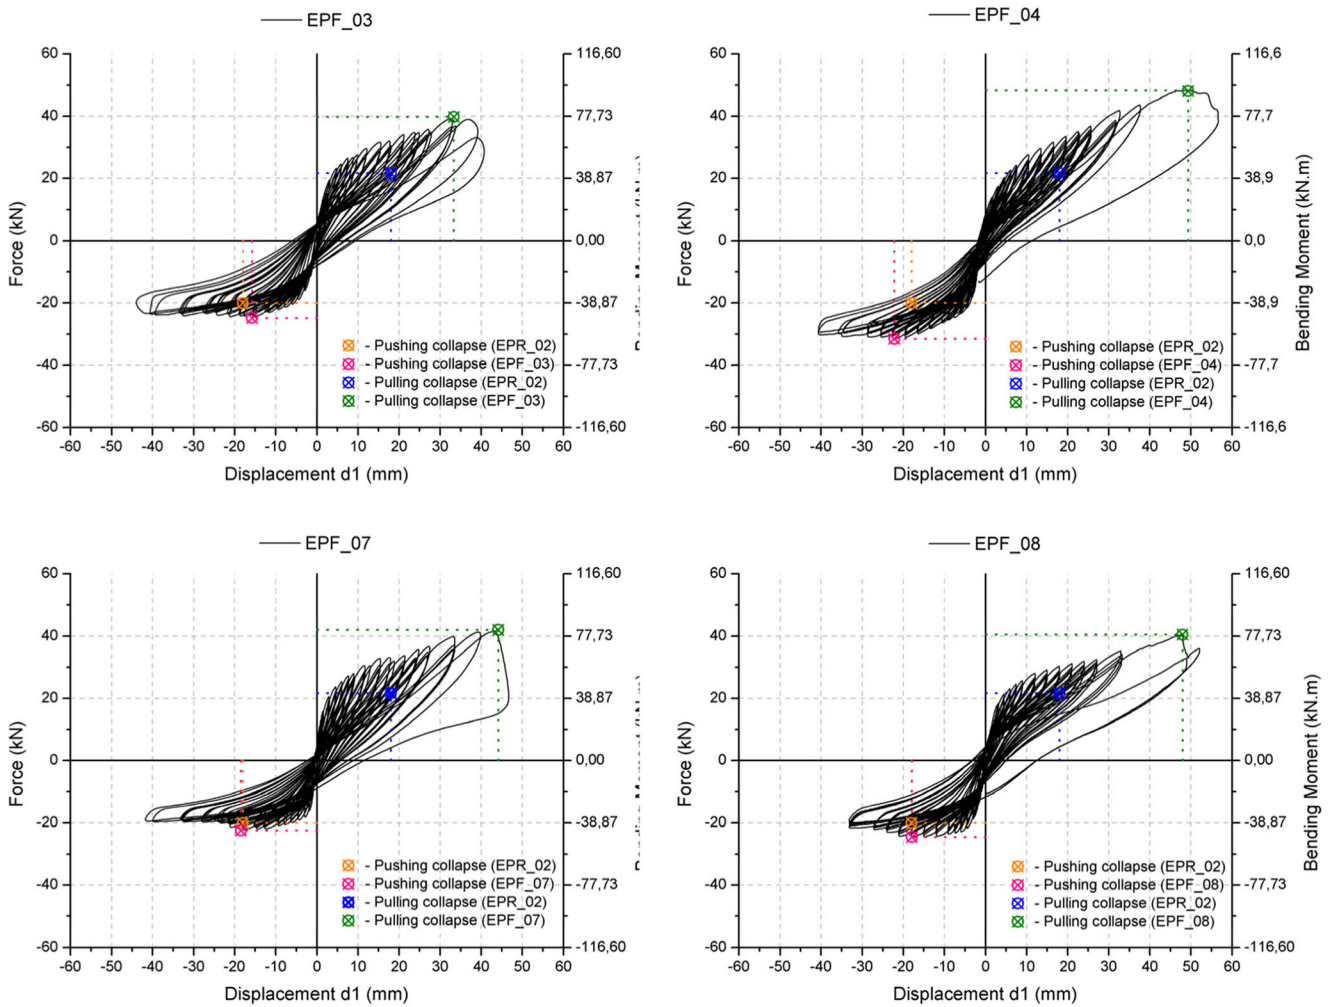 EPF_03
60
40
20
0
-20
-40
-60
Force (kN)
116,60
77,73
38,87
0,00
-38,87
-77,73
-116,60
- Pushing collapse (EPR_02)
- Pushing collapse (EPF_03)
- Pulling collapse (EPR_02)
- Pulling collapse (EPF_03)
-60 -50 -40 -30 -20 -10 0 10 20 30 40 50 60
Displacement d1 (mm)
EPF_04
60
40
20
0
-20
-40
-60
Force (kN)
116,6
77,7
38,9
0,0
-38,9
-77,7
-116,6
Bending Moment (kN.m)
- Pushing collapse (EPR_02)
- Pushing collapse (EPF_04)
- Pulling collapse (EPR_02)
- Pulling collapse (EPF_04)
-60 -50 -40 -30 -20 -10 0 10 20 30 40 50 60
Displacement d1 (mm)
EPF_07
60
40
20
0
-20
-40
-60
Force (kN)
116,60
77,73
38,87
0,00
-38,87
-77,73
-116,60
- Pushing collapse (EPR_02)
- Pushing collapse (EPF_07)
- Pulling collapse (EPR_02)
- Pulling collapse (EPF_07)
-60 -50 -40 -30 -20 -10 0 10 20 30 40 50 60
Displacement d1 (mm)
EPF_08
60
40
20
0
-20
-40
-60
Force (kN)
116,60
77,73
38,87
0,00
-38,87
-77,73
-116,60
Bending Moment (kN.m)
- Pushing collapse (EPR_02)
- Pushing collapse (EPF_08)
- Pulling collapse (EPR_02)
- Pulling collapse (EPF_08)
-60 -50 -40 -30 -20 -10 0 10 20 30 40 50 60
Displacement d1 (mm)